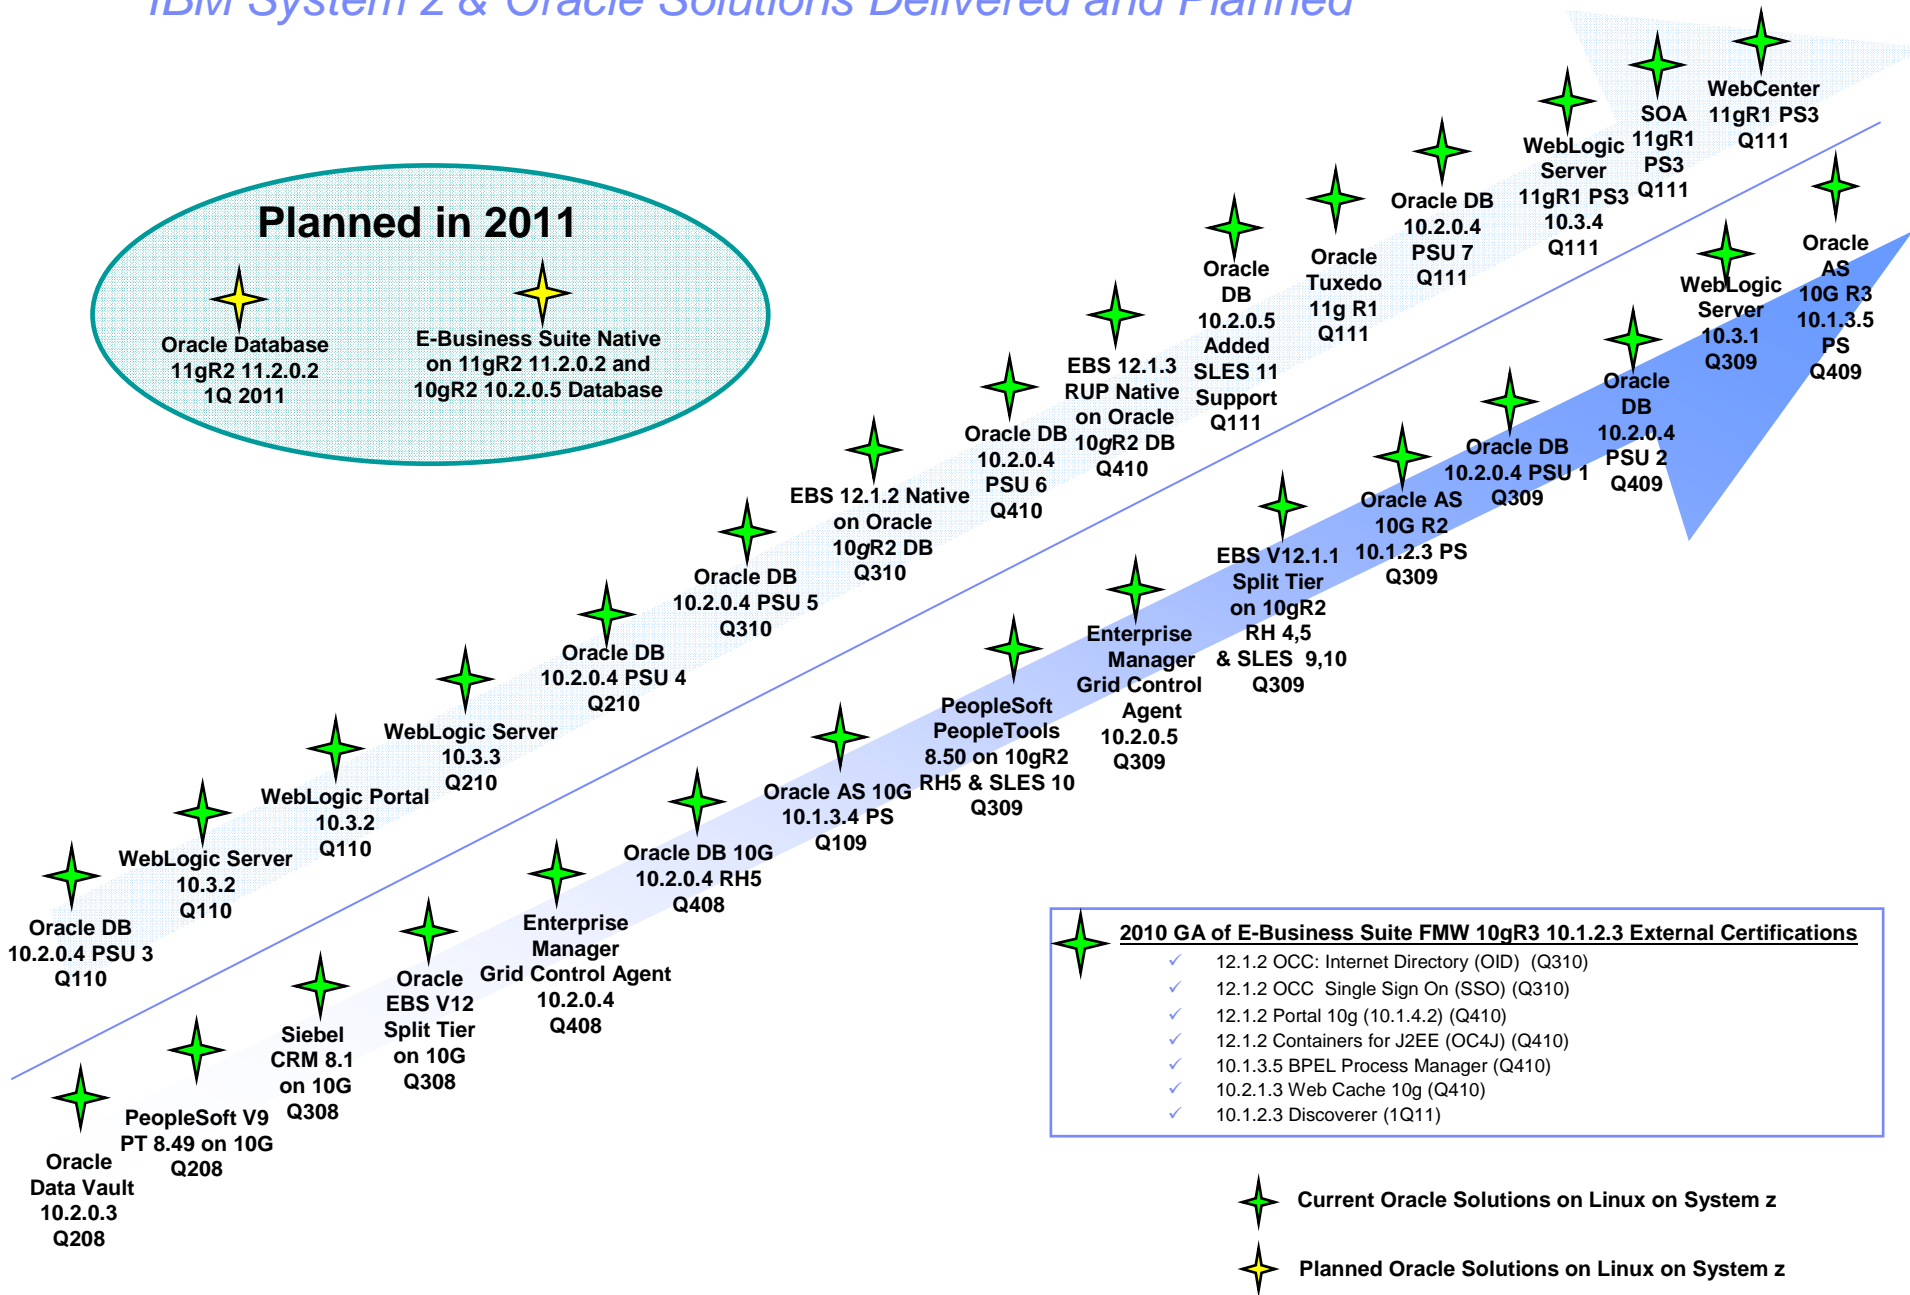 IBM System z & Oracle Solutions Delivered and Planned
Planned in 2011
Oracle Database
11gR2 11.2.0.2
1Q 2011
E-Business Suite Native
on 11gR2 11.2.0.2 and
10gR2 10.2.0.5 Database
Oracle DB
10.2.0.4 PSU 3
Q110
WebLogic Server
10.3.2
Q110
WebLogic Portal
10.3.2
Q110
WebLogic Server
10.3.3
Q210
Oracle DB
10.2.0.4 PSU 4
Q210
Oracle DB
10.2.0.4 PSU 5
Q310
EBS 12.1.2 Native
on Oracle
10gR2 DB
Q310
Oracle DB
10.2.0.4
PSU 6
Q410
EBS 12.1.3
RUP Native
on Oracle
10gR2 DB
Q410
Oracle
DB
10.2.0.5
Added
SLES 11
Support
Q111
Oracle
Tuxedo
11g R1
Q111
Oracle DB
10.2.0.4
PSU 7
Q111
WebLogic
Server
11gR1 PS3
10.3.4
Q111
SOA
11gR1
PS3
Q111
WebCenter
11gR1 PS3
Q111
Oracle
Data Vault
10.2.0.3
Q208
PeopleSoft V9
PT 8.49 on 10G
Q208
Siebel
CRM 8.1
on 10G
Q308
Oracle
EBS V12
Split Tier
on 10G
Q308
Enterprise
Manager
Grid Control Agent
10.2.0.4
Q408
Oracle DB 10G
10.2.0.4 RH5
Q408
Oracle AS 10G
10.1.3.4 PS
Q109
PeopleSoft
PeopleTools
8.50 on 10gR2
RH5 & SLES 10
Q309
Enterprise
Manager
Grid Control
Agent
10.2.0.5
Q309
EBS V12.1.1
Split Tier
on 10gR2
RH 4,5
& SLES 9,10
Q309
Oracle AS
10G R2
10.1.2.3 PS
Q309
Oracle DB
10.2.0.4 PSU 1
Q309
Oracle
DB
10.2.0.4
PSU 2
Q409
WebLogic
Server
10.3.1
Q309
Oracle
AS
10G R3
10.1.3.5
PS
Q409
2010 GA of E-Business Suite FMW 10gR3 10.1.2.3 External Certifications
✓ 12.1.2 OCC: Internet Directory (OID) (Q310)
✓ 12.1.2 OCC Single Sign On (SSO) (Q310)
✓ 12.1.2 Portal 10g (10.1.4.2) (Q410)
✓ 12.1.2 Containers for J2EE (OC4J) (Q410)
✓ 10.1.3.5 BPEL Process Manager (Q410)
✓ 10.2.1.3 Web Cache 10g (Q410)
✓ 10.1.2.3 Discoverer (1Q11)
Current Oracle Solutions on Linux on System z
Planned Oracle Solutions on Linux on System z